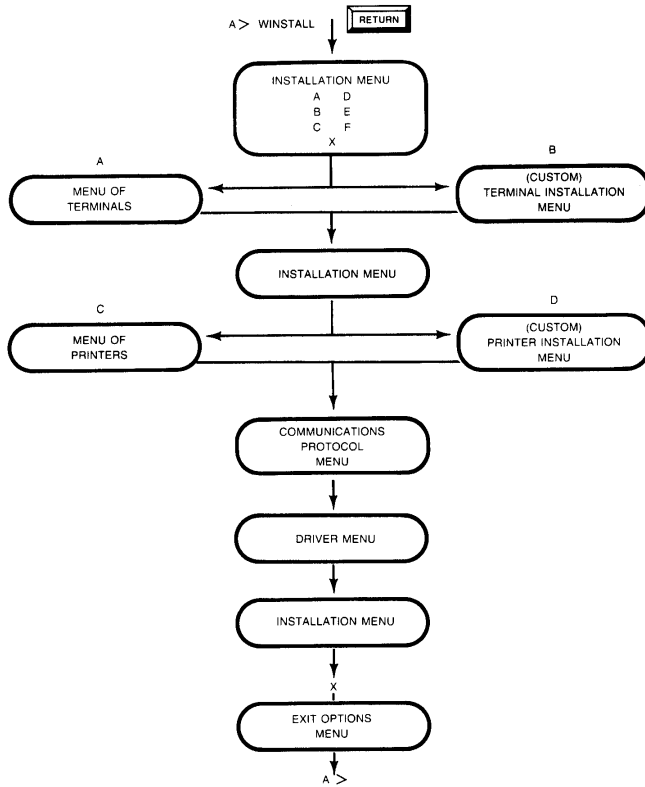 A> WINSTALL RETURN
INSTALLATION MENU
A D
B E
C F
X
A
MENU OF
TERMINALS
B
(CUSTOM)
TERMINAL INSTALLATION
MENU
INSTALLATION MENU
C
MENU OF
PRINTERS
D
(CUSTOM)
PRINTER INSTALLATION
MENU
COMMUNICATIONS
PROTOCOL
MENU
DRIVER MENU
INSTALLATION MENU
X
EXIT OPTIONS
MENU
A >